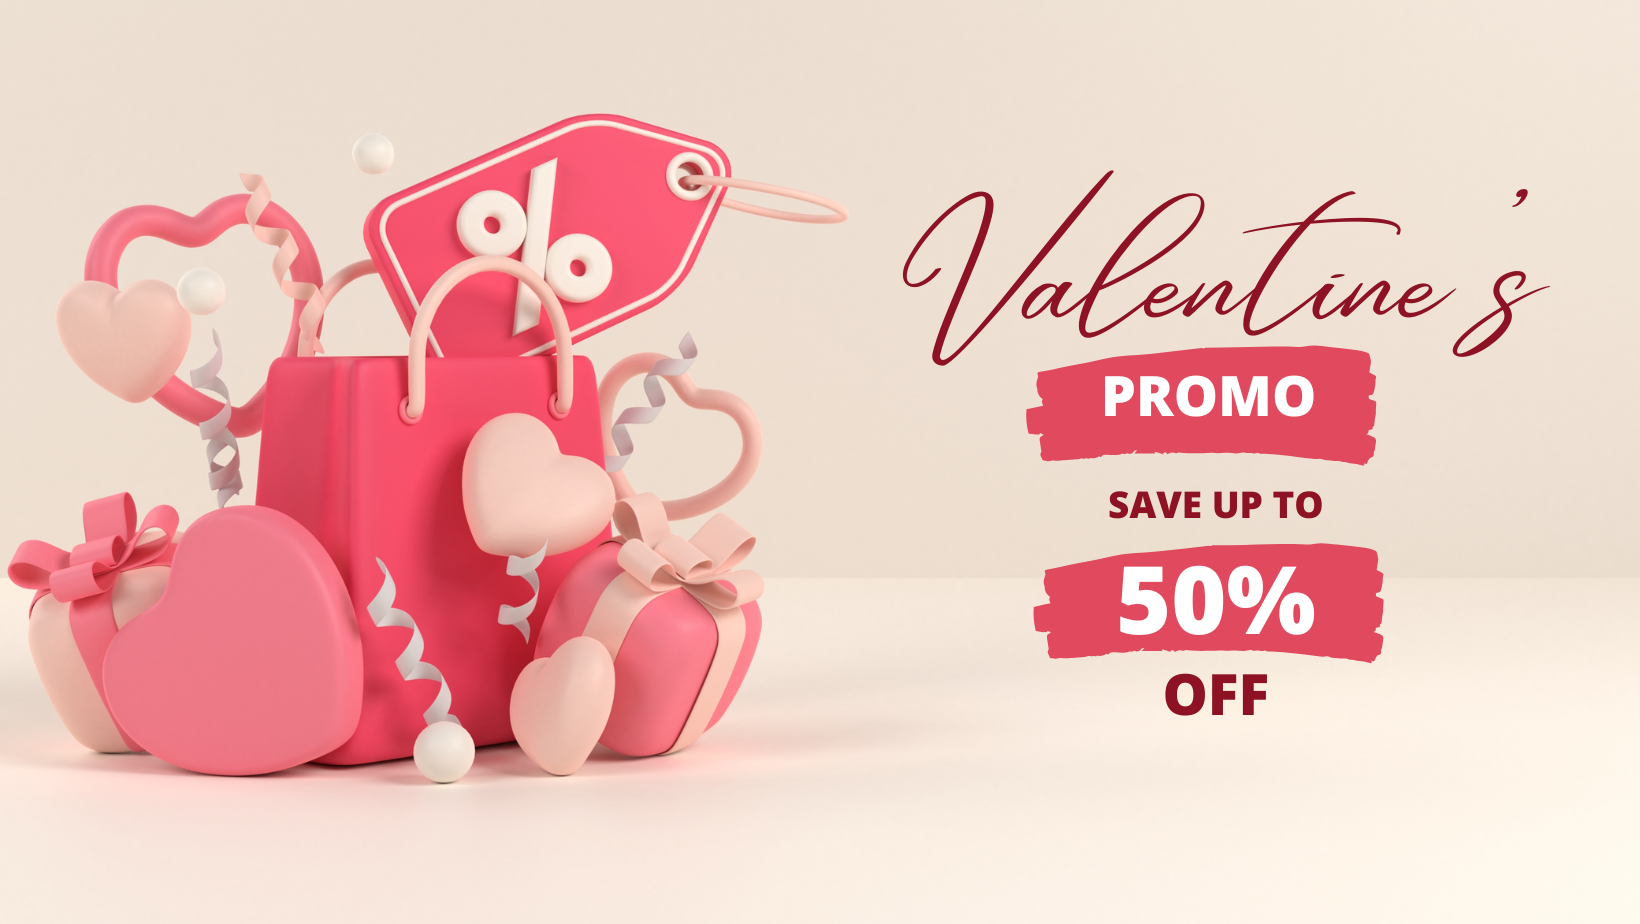 %
Valentine's
PROMO
SAVE UP TO
50%
OFF